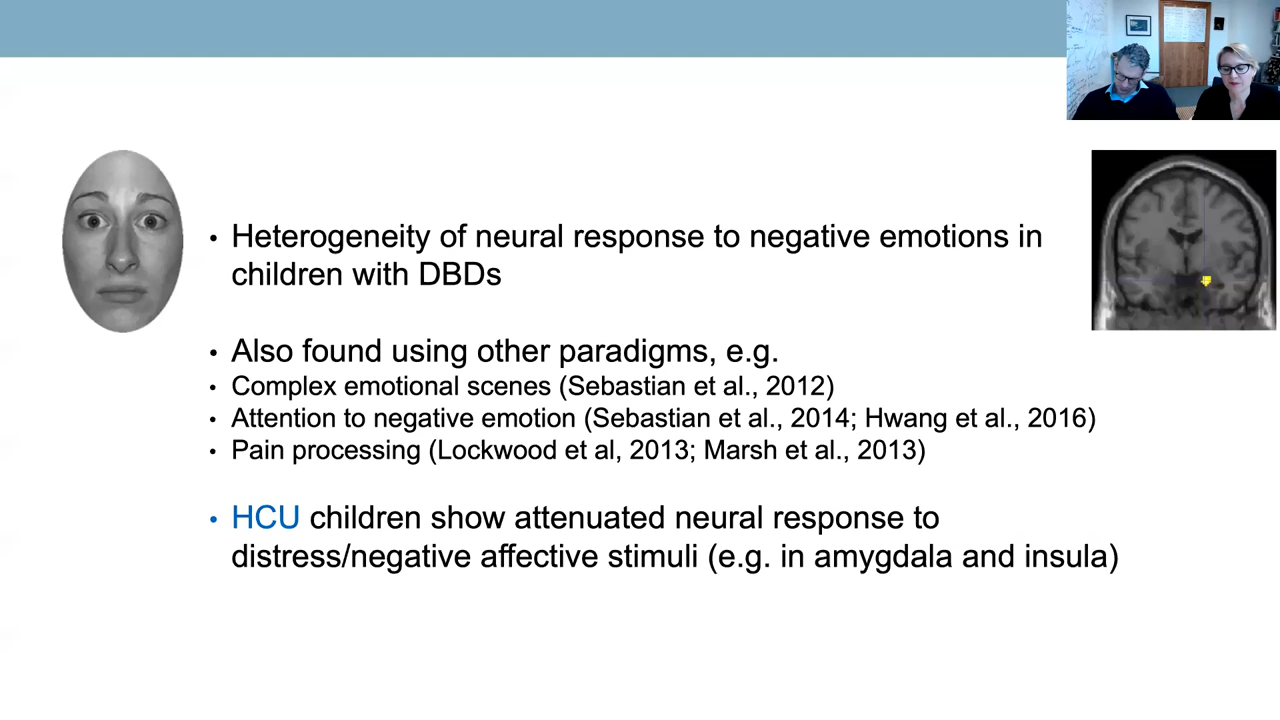 • Heterogeneity of neural response to negative emotions in
children with DBDs
• Also found using other paradigms, e.g.
• Complex emotional scenes (Sebastian et al., 2012)
• Attention to negative emotion (Sebastian et al., 2014; Hwang et al., 2016)
• Pain processing (Lockwood et al, 2013; Marsh et al., 2013)
• HCU children show attenuated neural response to
distress/negative affective stimuli (e.g. in amygdala and insula)